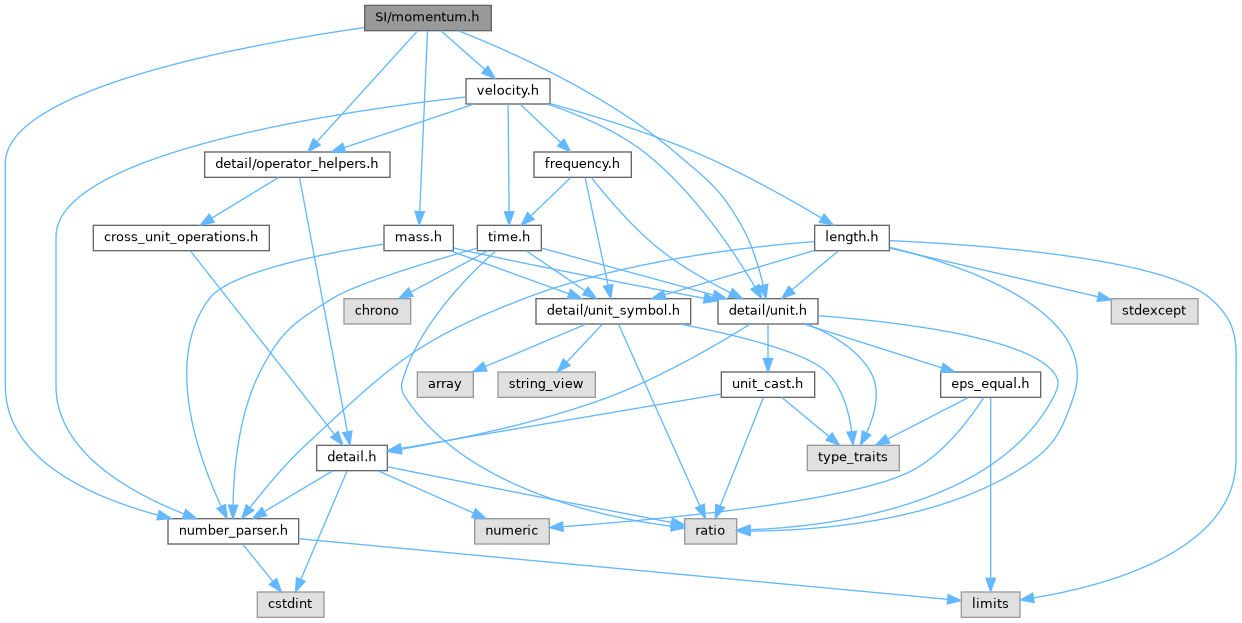 SI/momentum.h
velocity.h
detail/operator_helpers.h
frequency.h
cross_unit_operations.h
mass.h
time.h
length.h
chrono
detail/unit_symbol.h
detail/unit.h
stdexcept
array
string_view
unit_cast.h
eps_equal.h
detail.h
type_traits
number_parser.h
numeric
ratio
cstdint
limits